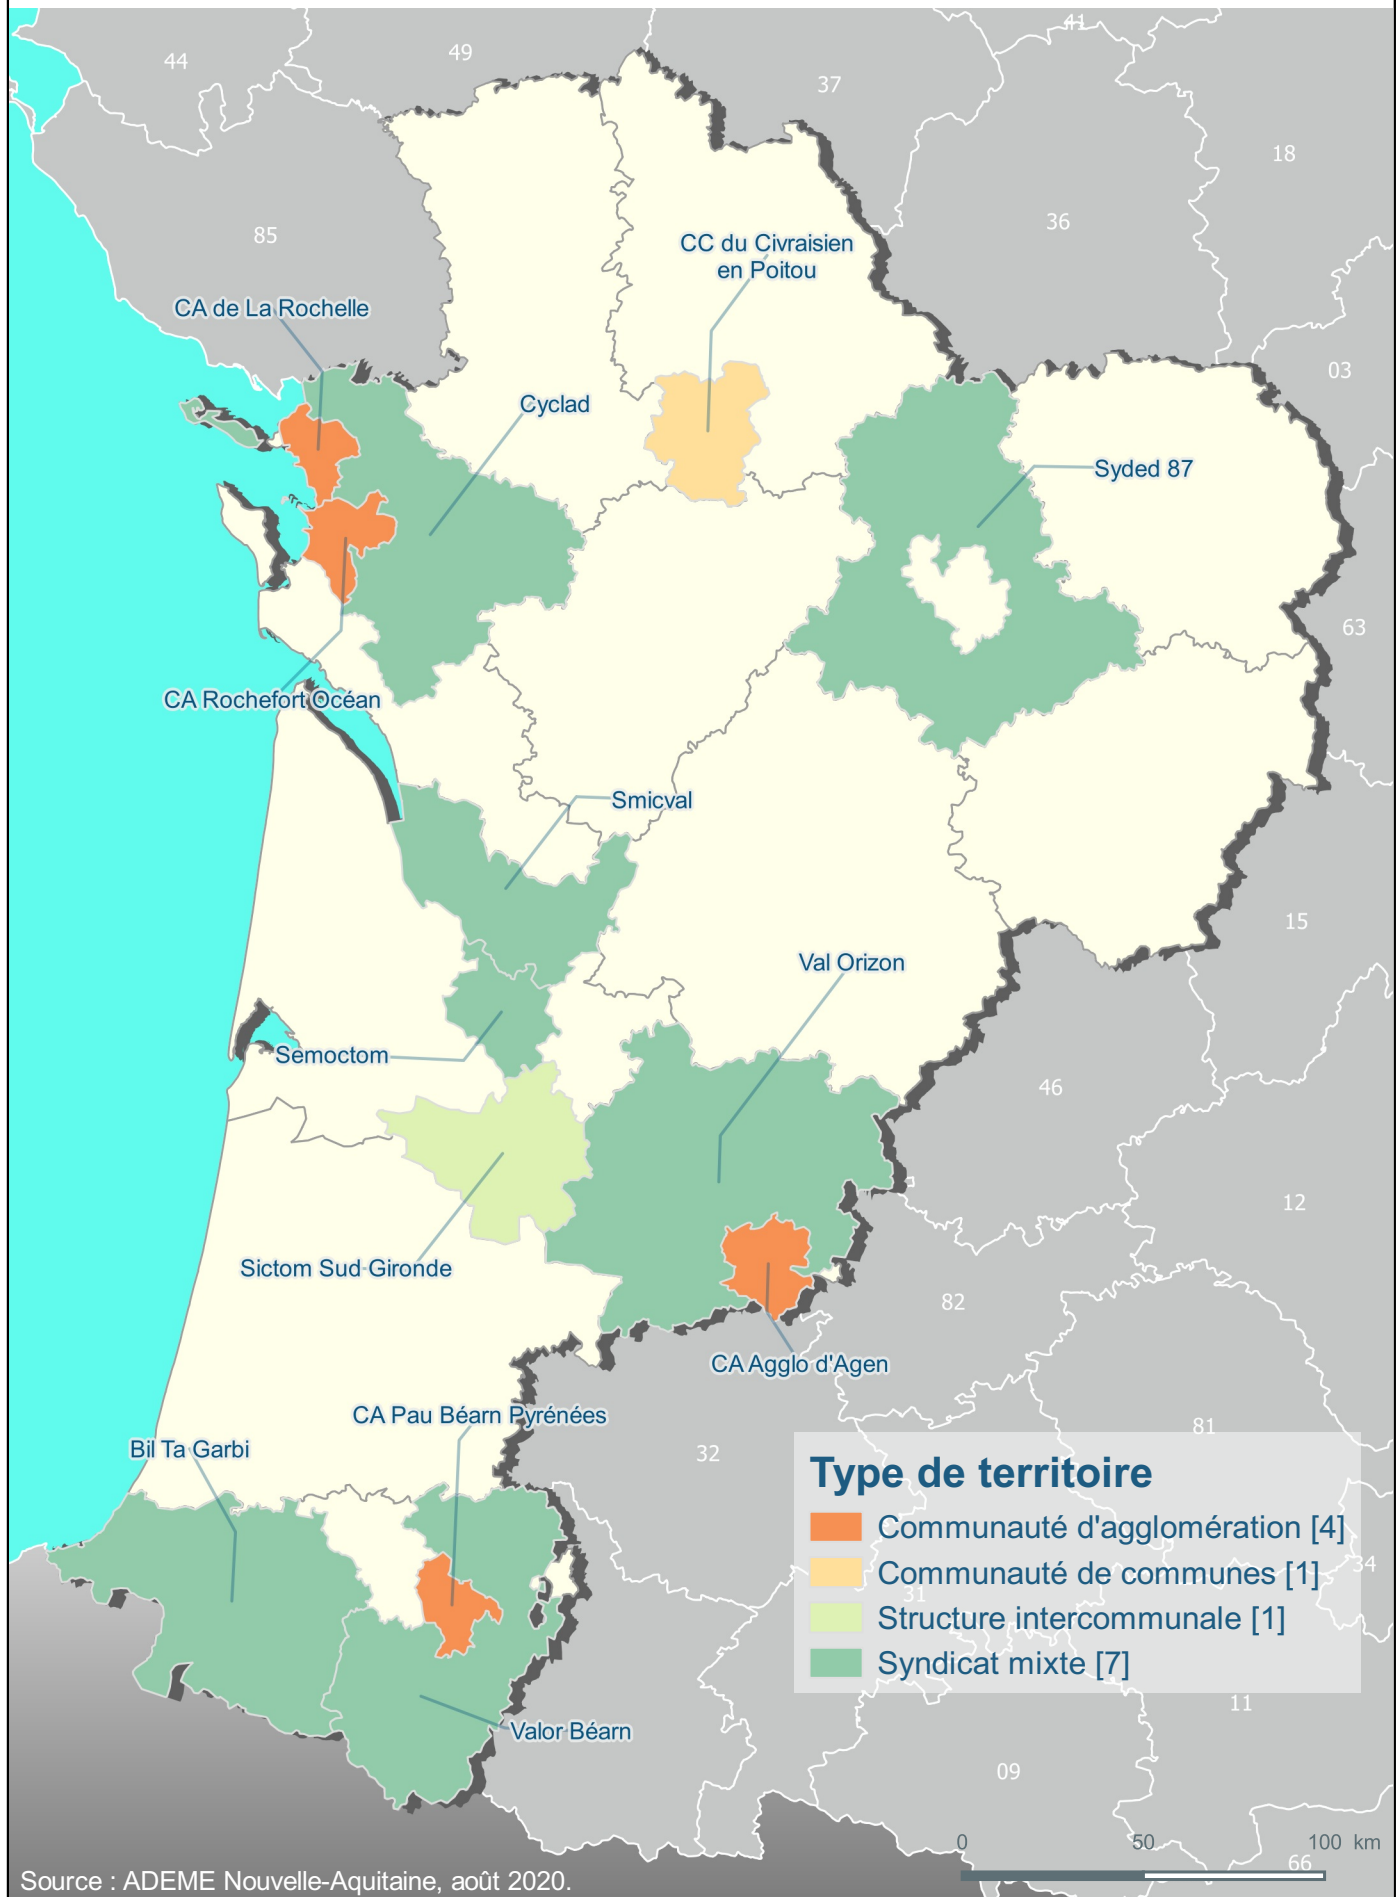 41
44
49
37
18
85
36
CC du Civraisien
en Poitou
CA de La Rochelle
03
Cyclad
Syded 87
63
CA Rochefort Océan
Smicval
15
Val Orizon
Semoctom
46
12
Sictom Sud Gironde
82
CA Agglo d'Agen
CA Pau Béarn Pyrénées
81
Bil Ta Garbi
32
Type de territoire
Communauté d'agglomération [4]
34
Communauté de communes [1]
31
Structure intercommunale [1]
Syndicat mixte [7]
11
Valor Béarn
09
0 50 100 km
66
Source : ADEME Nouvelle-Aquitaine, août 2020.